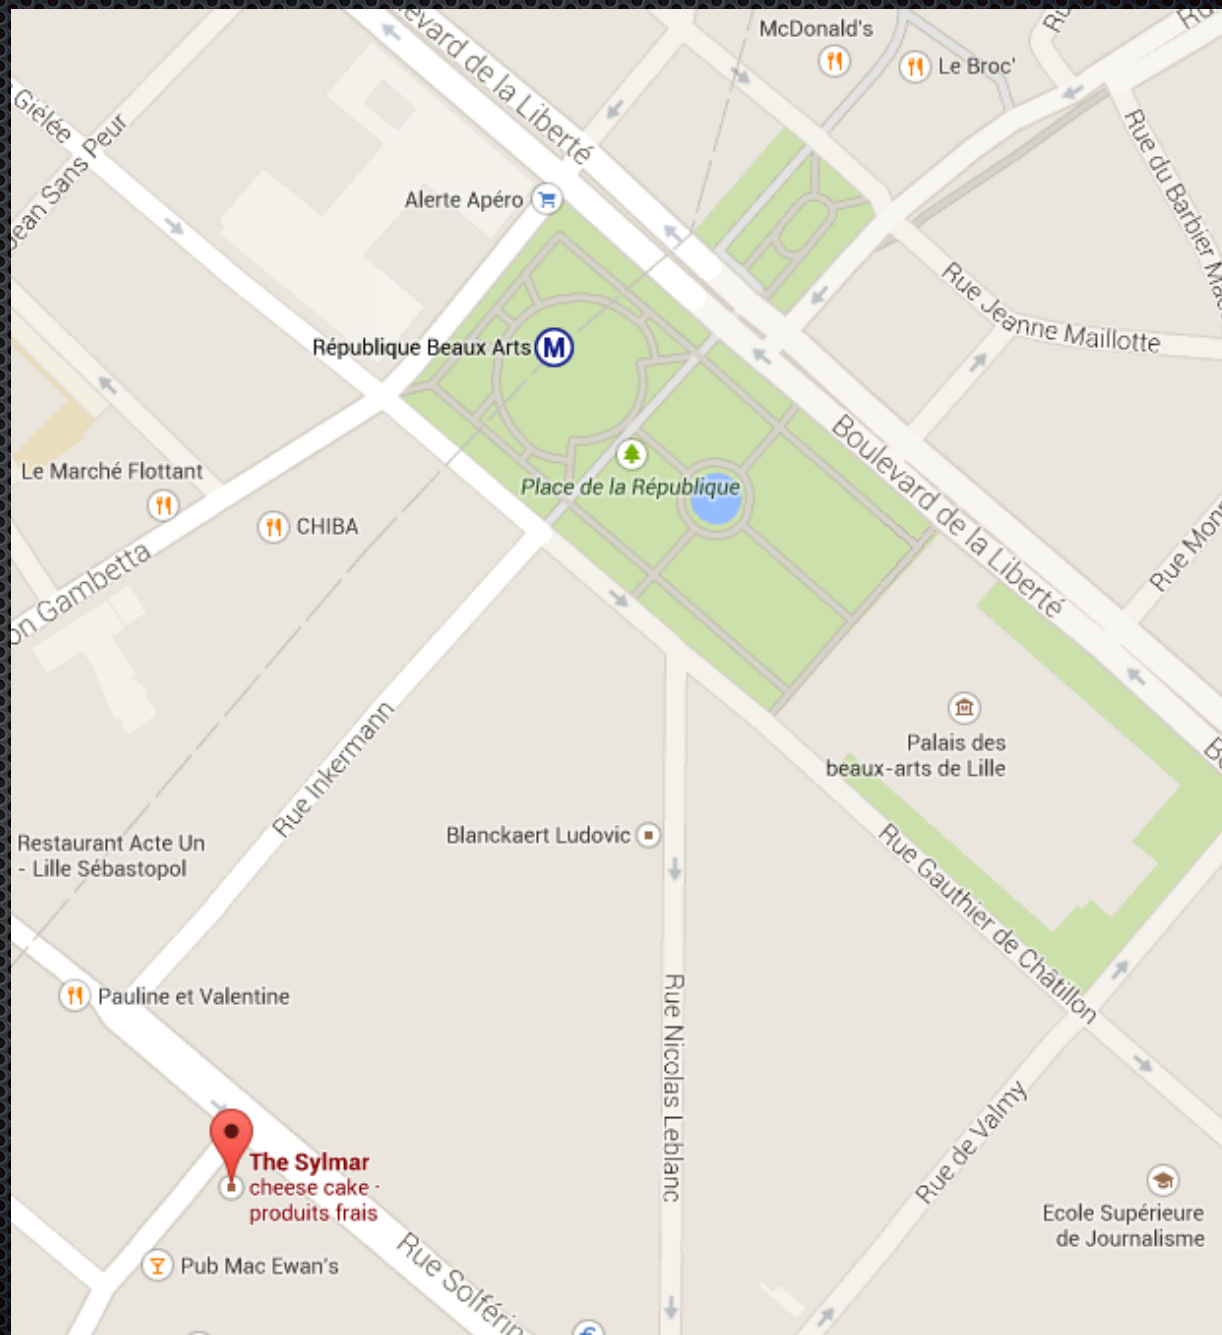 McDonald's
Le Broc'
Boulevard de la Liberté
Giélée
Jean Sans Peur
Rue du Barbier
Alerte Apéro
Rue Jeanne Maillotte
République Beaux Arts
M
Boulevard de la Liberté
Le Marché Flottant
Place de la République
CHIBA
on Gambetta
Rue
Palais des
beaux-arts de Lille
Rue Inkermann
Restaurant Acte Un
- Lille Sébastopol
Blanckaert Ludovic
Rue Gauthier de Châtillon
Pauline et Valentine
Rue Nicolas Leblanc
Rue de Valmy
The Sylmar
cheese cake -
produits frais
Ecole Supérieure
de Journalisme
Pub Mac Ewan's
Rue Solférin